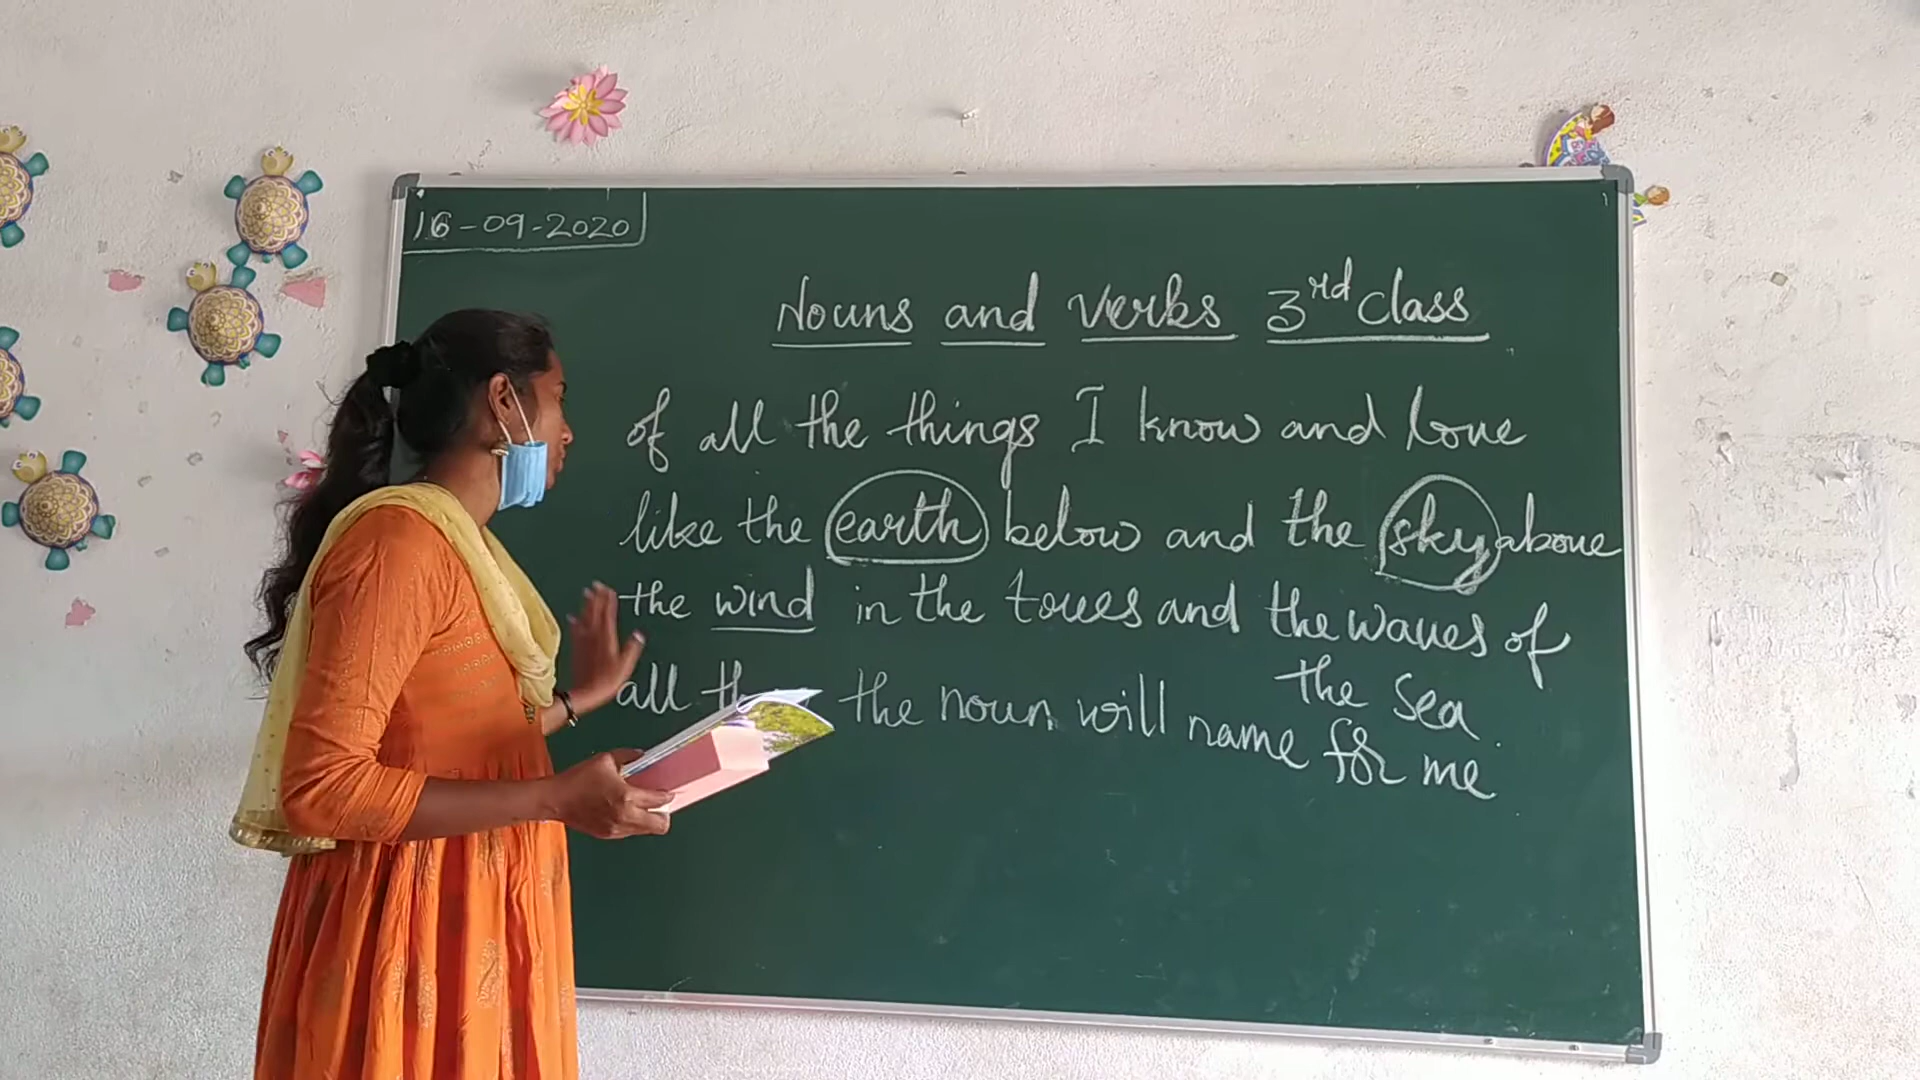 16-09-2020
Nouns and Verbs 3rd class
of all the things I know and love
like the earth below and the sky above
the wind in the trees and the waves of
the sea
all the noun will name for me